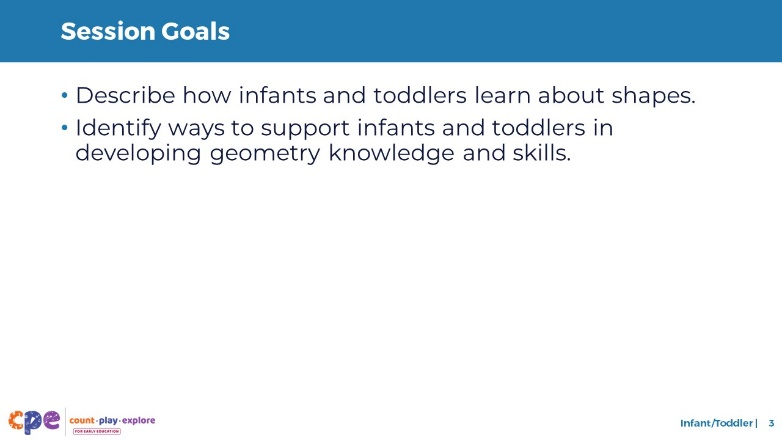 Session Goals
• Describe how infants and toddlers learn about shapes.
• Identify ways to support infants and toddlers in
developing geometry knowledge and skills.
cpe
count·play·explore
FOR EARLY EDUCATION
Infant/Toddler | 3